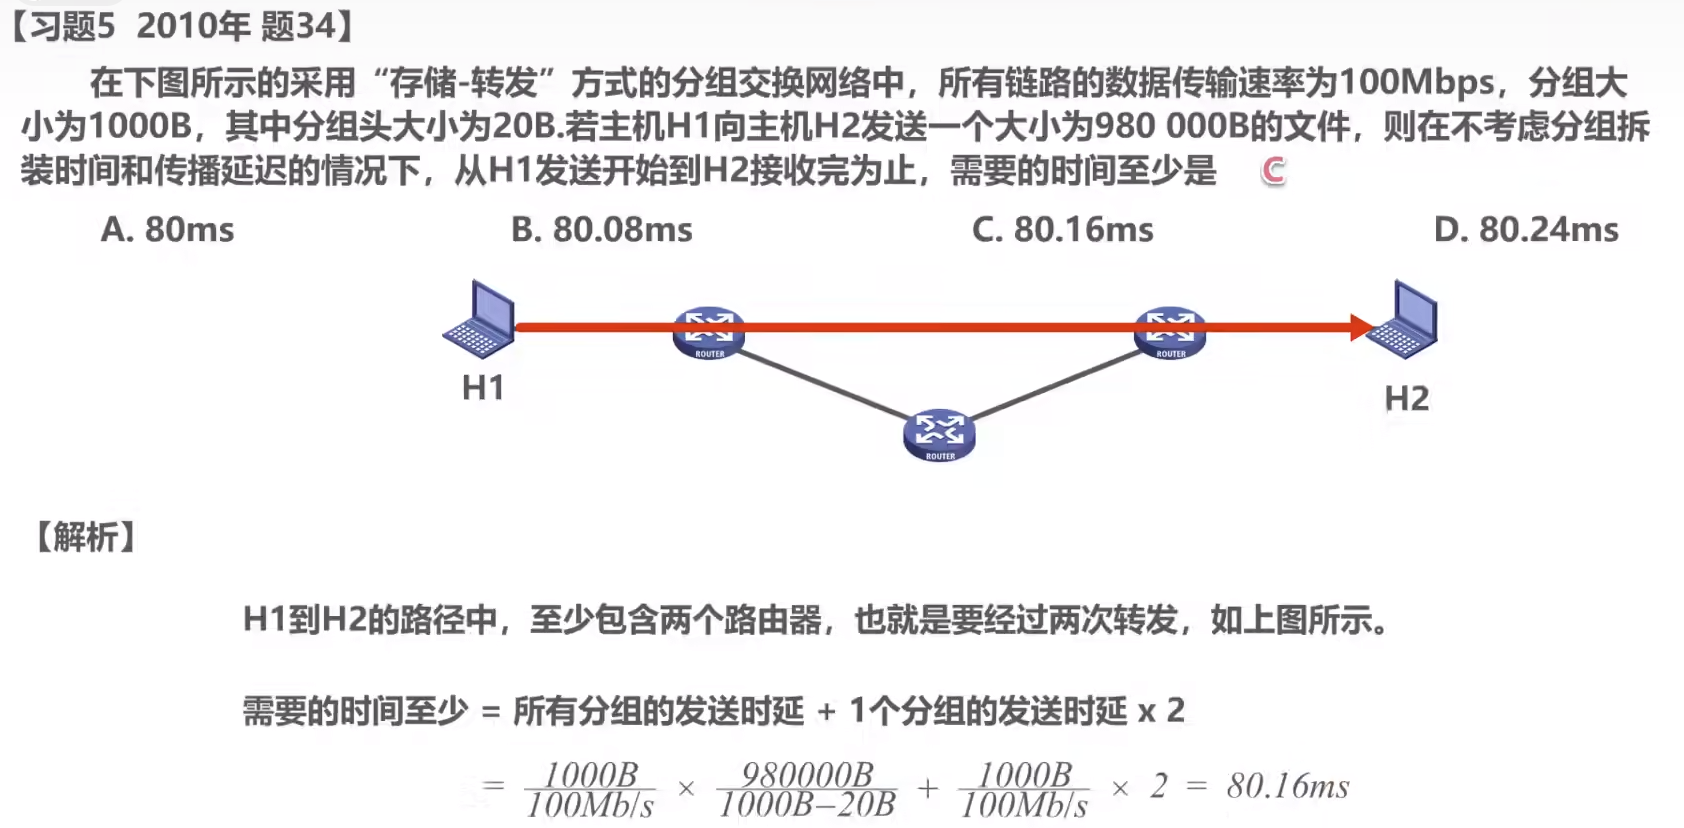 【习题5 2010年 题34】
在下图所示的采用“存储-转发”方式的分组交换网络中，所有链路的数据传输速率为100Mbps，分组大
小为1000B，其中分组头大小为20B.若主机H1向主机H2发送一个大小为980 000B的文件，则在不考虑分组拆
装时间和传播延迟的情况下，从H1发送开始到H2接收完为止，需要的时间至少是 C
A. 80ms B. 80.08ms C. 80.16ms D. 80.24ms
ROUTER ROUTER
H1 H2
ROUTER
【解析】
H1到H2的路径中，至少包含两个路由器，也就是要经过两次转发，如上图所示。
需要的时间至少 = 所有分组的发送时延 + 1个分组的发送时延 x 2
= 1000B/100Mb/s × 980000B/1000B−20B + 1000B/100Mb/s × 2 = 80.16ms